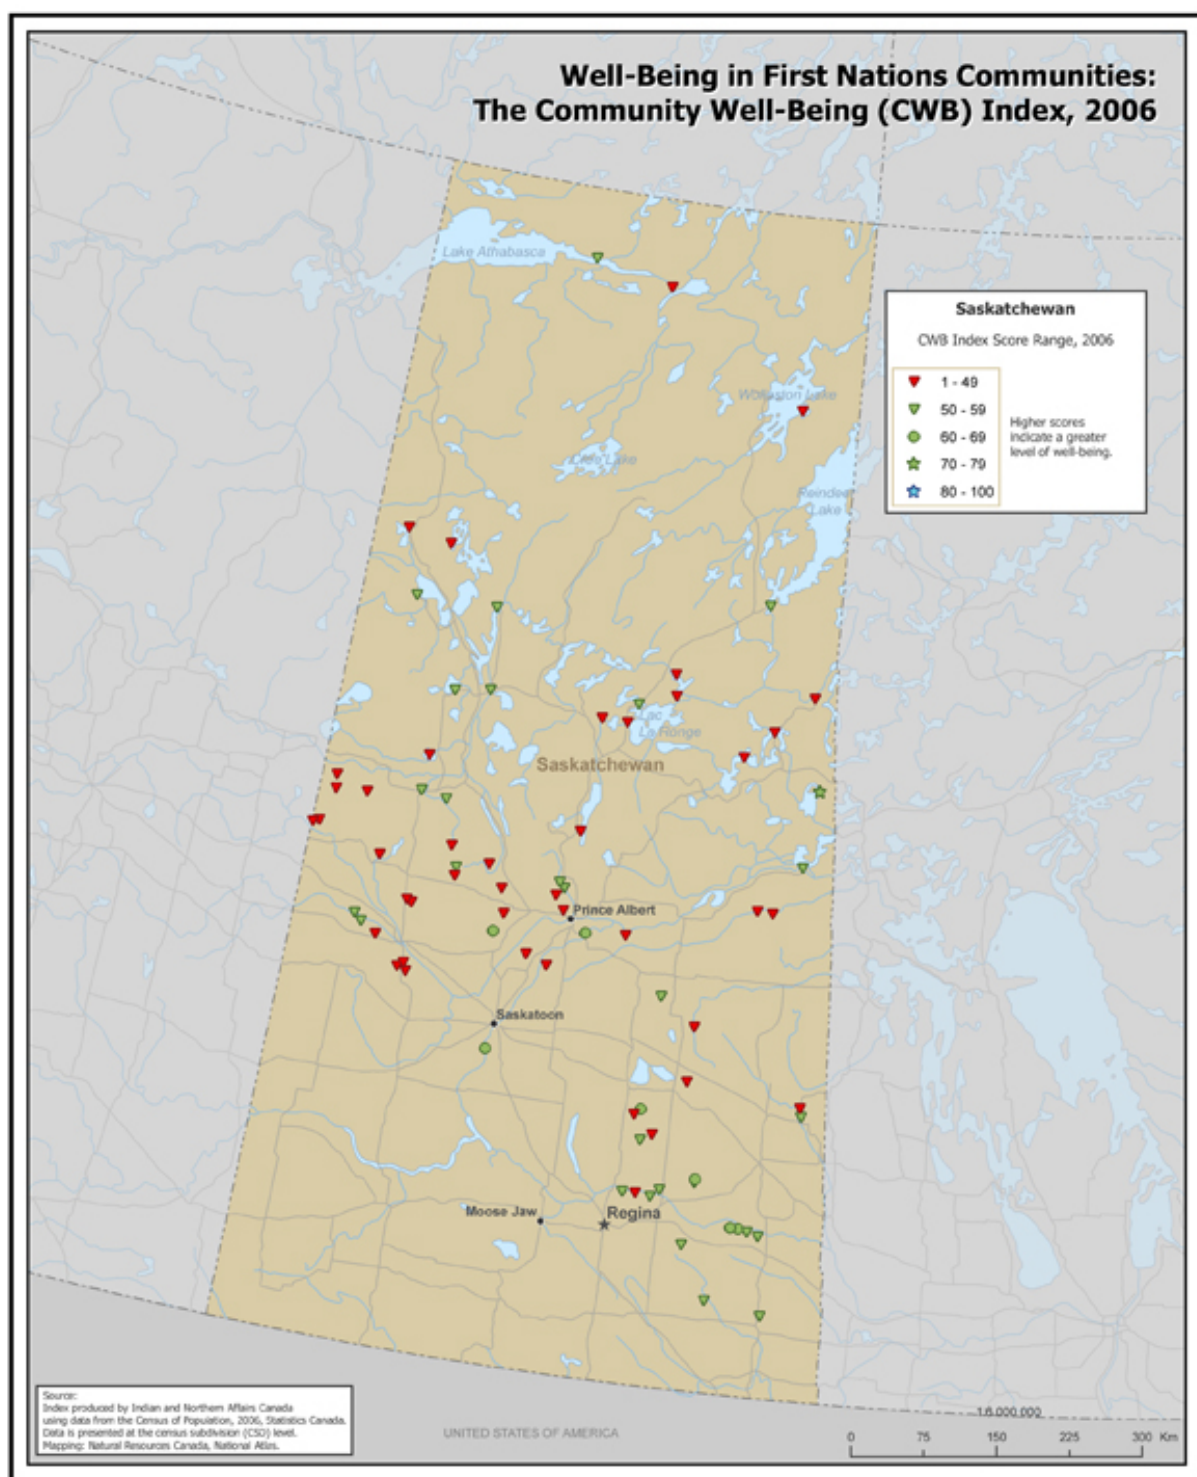 Well-Being in First Nations Communities:
The Community Well-Being (CWB) Index, 2006
Lake Athabasca
Saskatchewan
CWB Index Score Range, 2006
1 - 49
50 - 59
60 - 69
70 - 79
80 - 100
Higher scores
indicate a greater
level of well-being.
Wollaston Lake
Cree Lake
Reindeer
Lake
Lac
La Ronge
Saskatchewan
Prince Albert
Saskatoon
Moose Jaw
Regina
Source:
Index produced by Indian and Northern Affairs Canada
using data from the Census of Population, 2006, Statistics Canada.
Data is presented at the census subdivision (CSD) level.
Mapping: Natural Resources Canada, National Atlas.
UNITED STATES OF AMERICA
1:6 000 000
0 75 150 225 300 Km